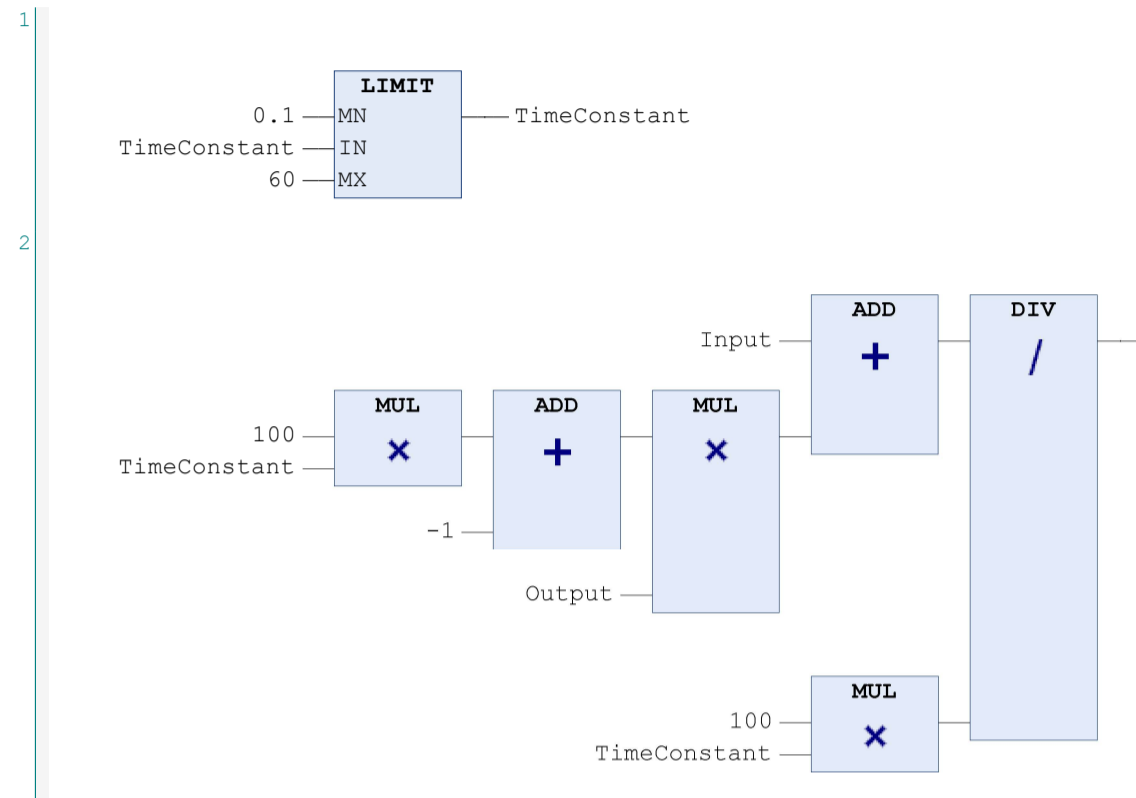 1
LIMIT
0.1 MN TimeConstant
TimeConstant IN
60 MX
2
ADD DIV
Input + /
MUL ADD MUL
100 × + ×
TimeConstant
-1
Output
MUL
100 ×
TimeConstant